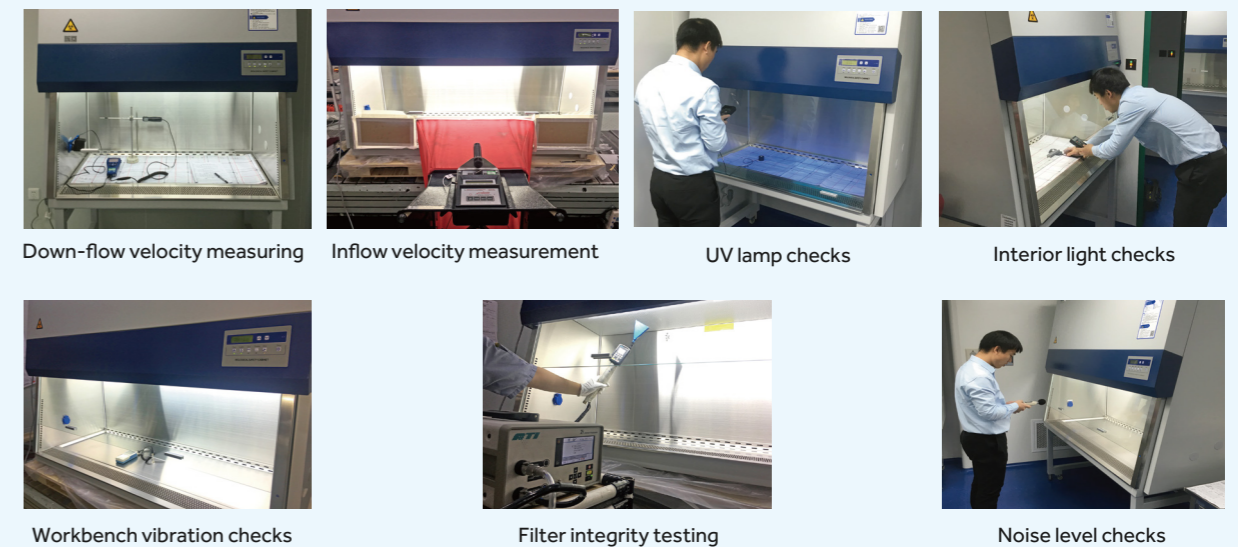 Down-flow velocity measuring
Inflow velocity measurement
UV lamp checks
Interior light checks
ATI
Workbench vibration checks
Filter integrity testing
Noise level checks